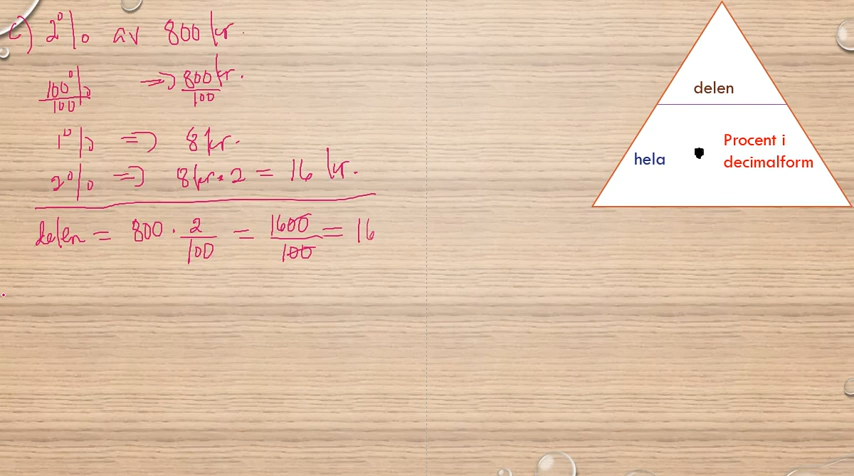 c) 2% av 800 kr.
100%/100 => 800 kr./100
1% => 8 kr.
2% => 8 kr • 2 = 16 kr.
delen = 800 · 2/100 = 1600/100 = 16
delen
hela • Procent i
decimalform